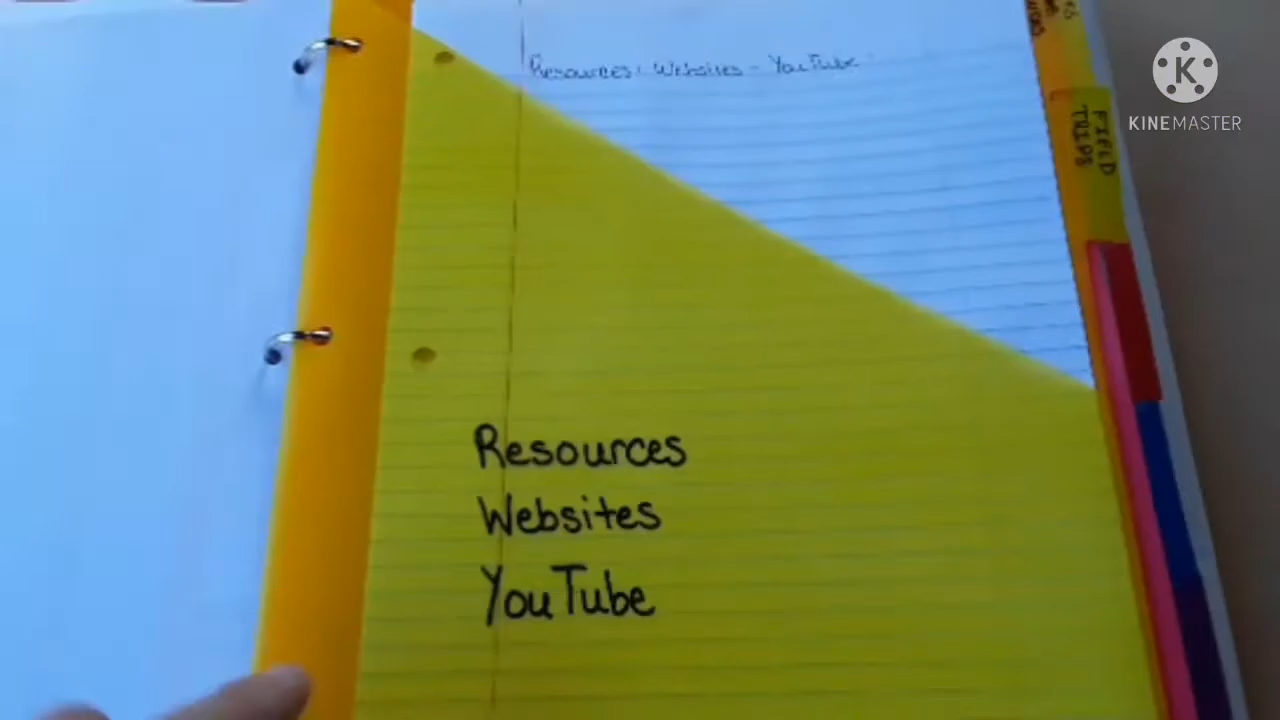 Resources: Websites - YouTube
FIELD
TRIPS
K
KINEMASTER
Resources
Websites
YouTube